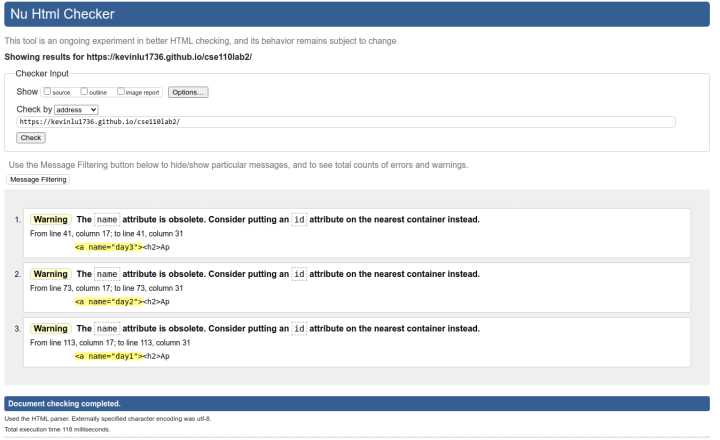 Nu Html Checker
This tool is an ongoing experiment in better HTML checking, and its behavior remains subject to change
Showing results for https://kevinlu1736.github.io/cse110lab2/
Checker Input
Show source outline image report Options...
Check by address
https://kevinlu1736.github.io/cse110lab2/
Check
Use the Message Filtering button below to hide/show particular messages, and to see total counts of errors and warnings.
Message Filtering
1. Warning The name attribute is obsolete. Consider putting an id attribute on the nearest container instead.
From line 41, column 17; to line 41, column 31
<a name="day3"><h2>Ap
2. Warning The name attribute is obsolete. Consider putting an id attribute on the nearest container instead.
From line 73, column 17; to line 73, column 31
<a name="day2"><h2>Ap
3. Warning The name attribute is obsolete. Consider putting an id attribute on the nearest container instead.
From line 113, column 17; to line 113, column 31
<a name="day1"><h2>Ap
Document checking completed.
Used the HTML parser. Externally specified character encoding was utf-8.
Total execution time 118 milliseconds.